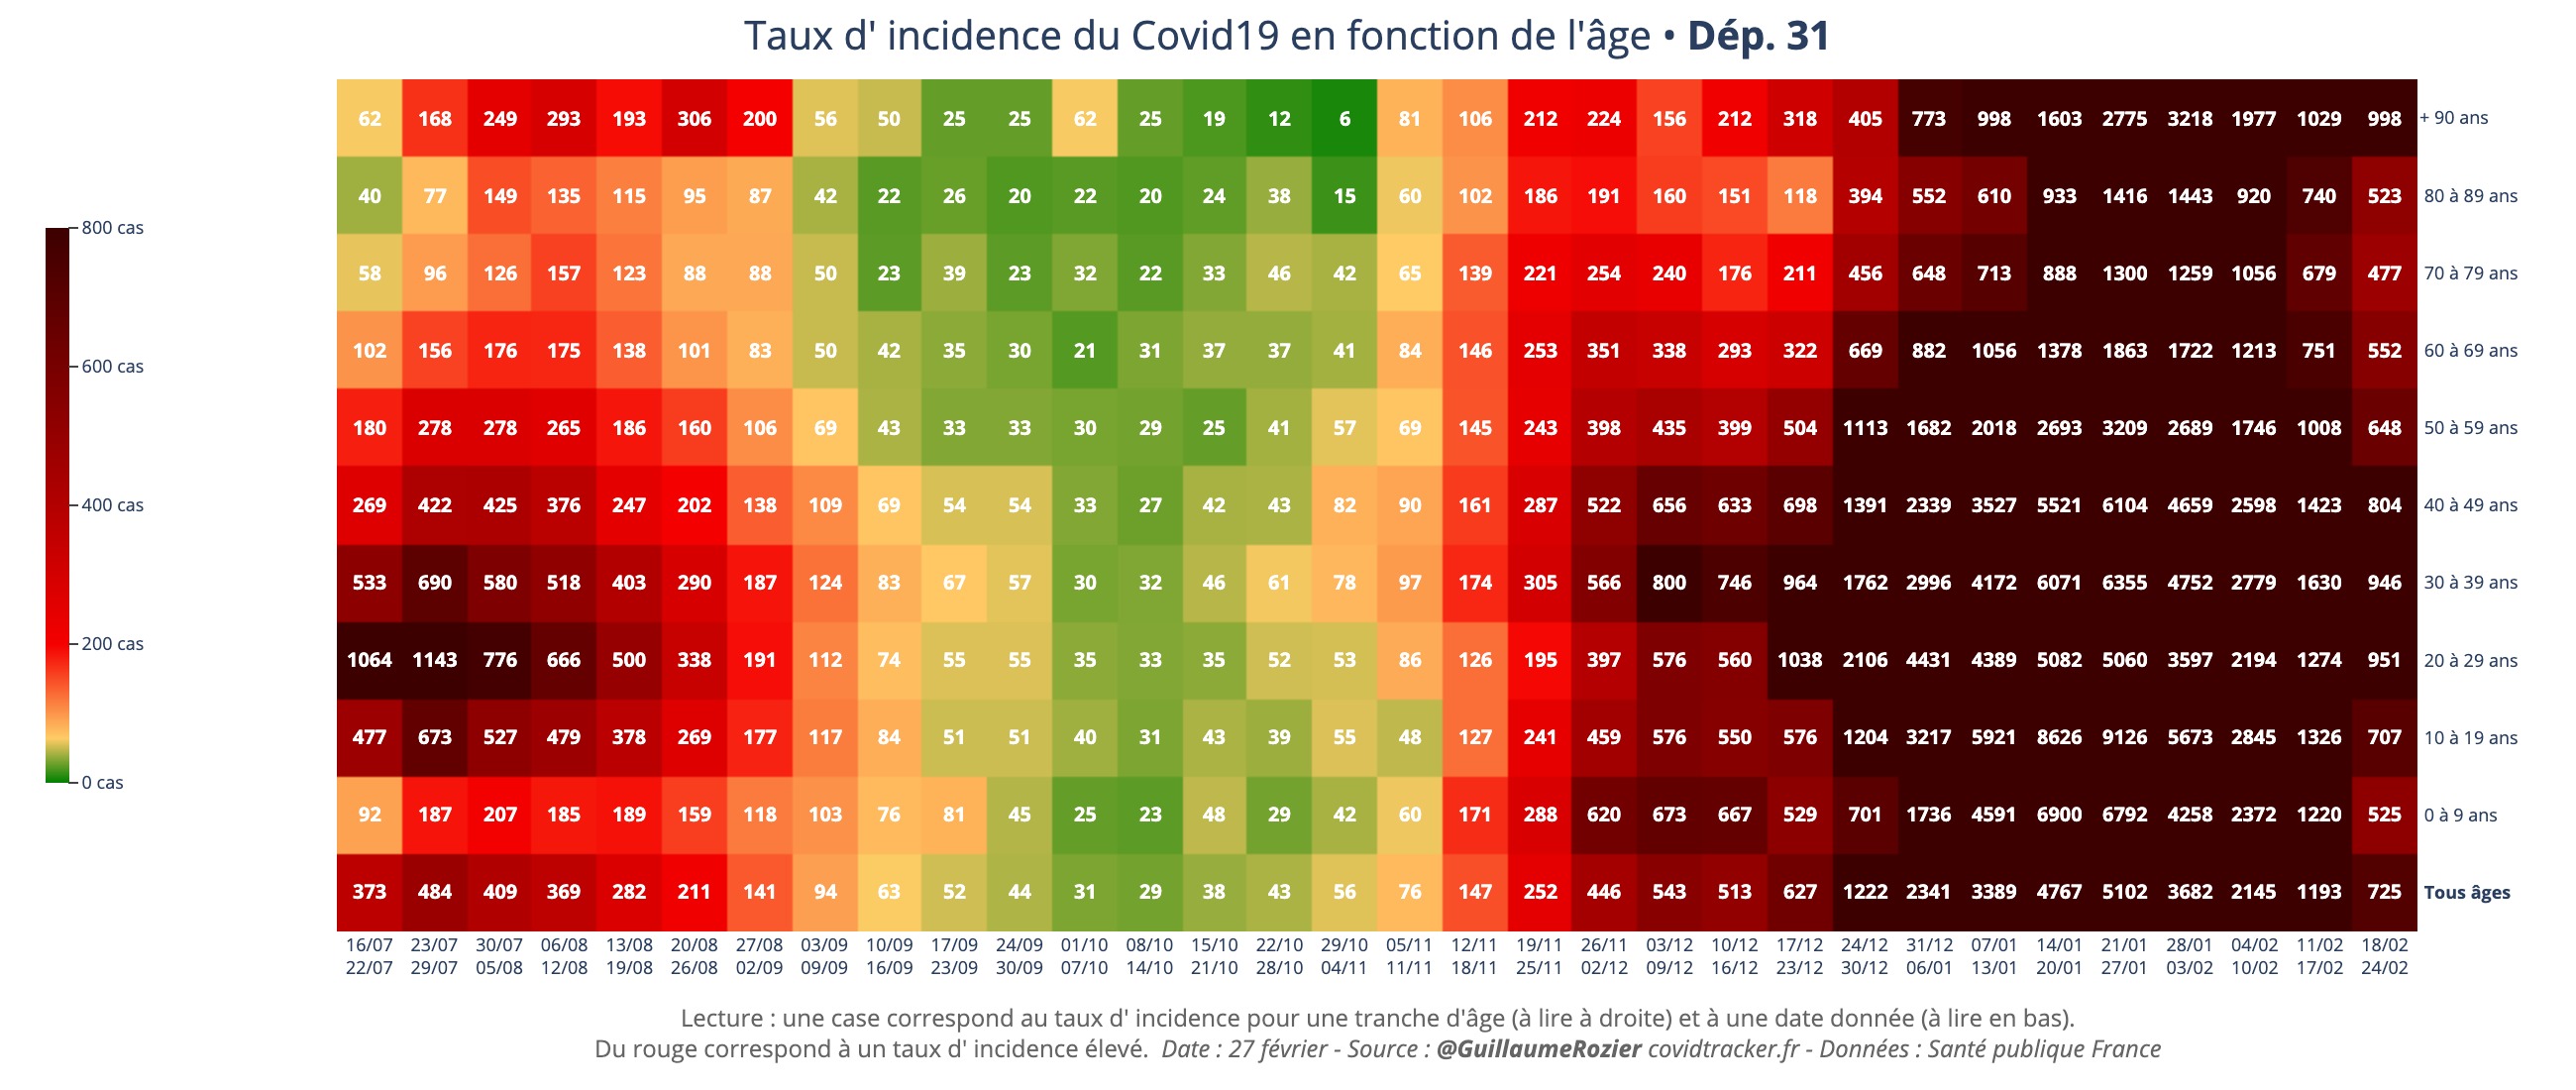 Taux d' incidence du Covid19 en fonction de l'âge • Dép. 31
62 168 249 293 193 306 200 56 50 25 25 62 25 19 12 6 81 106 212 224 156 212 318 405 773 998 1603 2775 3218 1977 1029 998 + 90 ans
40 77 149 135 115 95 87 42 22 26 20 22 20 24 38 15 60 102 186 191 160 151 118 394 552 610 933 1416 1443 920 740 523 80 à 89 ans
800 cas
58 96 126 157 123 88 88 50 23 39 23 32 22 33 46 42 65 139 221 254 240 176 211 456 648 713 888 1300 1259 1056 679 477 70 à 79 ans
102 156 176 175 138 101 83 50 42 35 30 21 31 37 37 41 84 146 253 351 338 293 322 669 882 1056 1378 1863 1722 1213 751 552 60 à 69 ans
600 cas
180 278 278 265 186 160 106 69 43 33 33 30 29 25 41 57 69 145 243 398 435 399 504 1113 1682 2018 2693 3209 2689 1746 1008 648 50 à 59 ans
400 cas
269 422 425 376 247 202 138 109 69 54 54 33 27 42 43 82 90 161 287 522 656 633 698 1391 2339 3527 5521 6104 4659 2598 1423 804 40 à 49 ans
533 690 580 518 403 290 187 124 83 67 57 30 32 46 61 78 97 174 305 566 800 746 964 1762 2996 4172 6071 6355 4752 2779 1630 946 30 à 39 ans
200 cas
1064 1143 776 666 500 338 191 112 74 55 55 35 33 35 52 53 86 126 195 397 576 560 1038 2106 4431 4389 5082 5060 3597 2194 1274 951 20 à 29 ans
477 673 527 479 378 269 177 117 84 51 51 40 31 43 39 55 48 127 241 459 576 550 576 1204 3217 5921 8626 9126 5673 2845 1326 707 10 à 19 ans
0 cas
92 187 207 185 189 159 118 103 76 81 45 25 23 48 29 42 60 171 288 620 673 667 529 701 1736 4591 6900 6792 4258 2372 1220 525 0 à 9 ans
373 484 409 369 282 211 141 94 63 52 44 31 29 38 43 56 76 147 252 446 543 513 627 1222 2341 3389 4767 5102 3682 2145 1193 725 Tous âges
16/07 23/07 30/07 06/08 13/08 20/08 27/08 03/09 10/09 17/09 24/09 01/10 08/10 15/10 22/10 29/10 05/11 12/11 19/11 26/11 03/12 10/12 17/12 24/12 31/12 07/01 14/01 21/01 28/01 04/02 11/02 18/02
22/07 29/07 05/08 12/08 19/08 26/08 02/09 09/09 16/09 23/09 30/09 07/10 14/10 21/10 28/10 04/11 11/11 18/11 25/11 02/12 09/12 16/12 23/12 30/12 06/01 13/01 20/01 27/01 03/02 10/02 17/02 24/02
Lecture : une case correspond au taux d' incidence pour une tranche d'âge (à lire à droite) et à une date donnée (à lire en bas).
Du rouge correspond à un taux d' incidence élevé. Date : 27 février - Source : @GuillaumeRozier covidtracker.fr - Données : Santé publique France